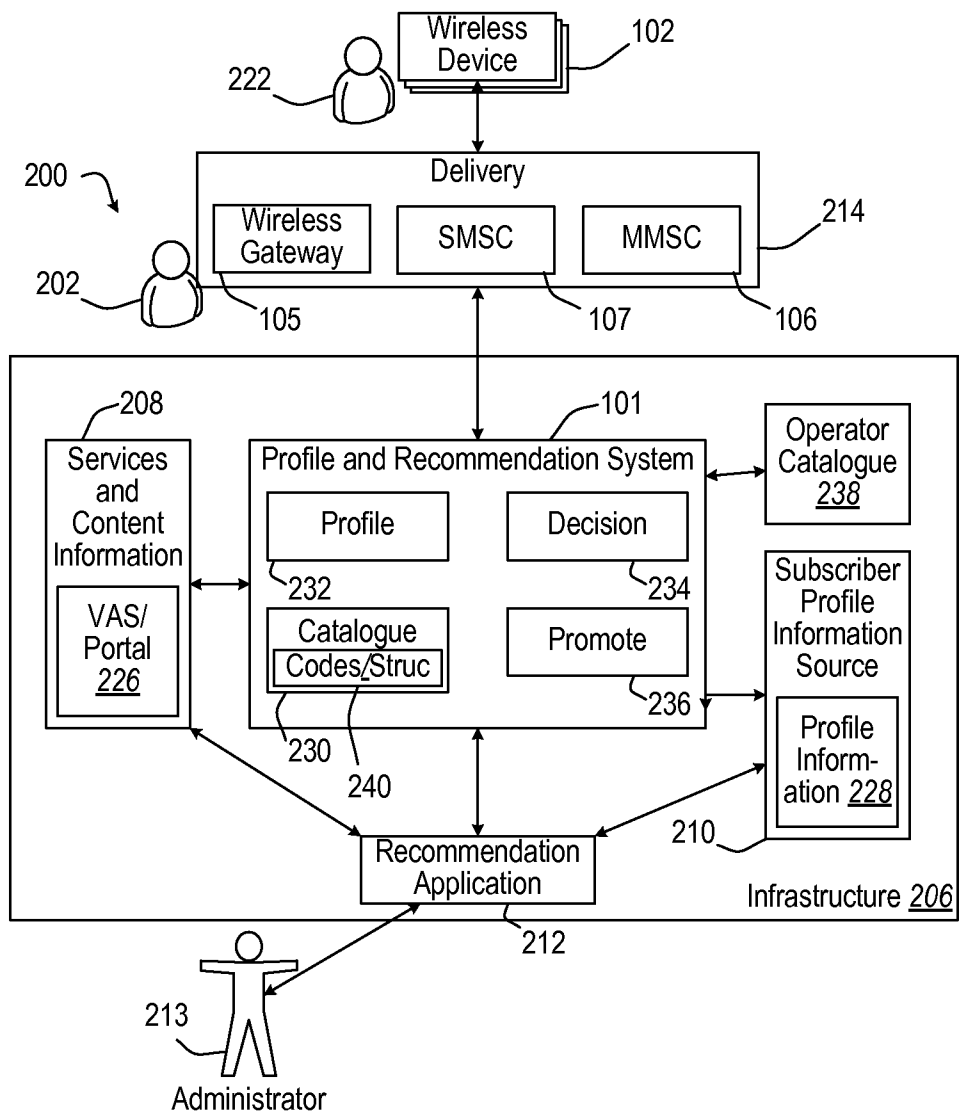 Wireless
Device
102
222
200
Delivery
Wireless
Gateway
SMSC
MMSC
214
202
105
107
106
208
101
Services
and
Content
Information
VAS/
Portal
226
Profile and Recommendation System
Profile
232
Decision
234
Catalogue
Codes/Struc
230
240
Promote
236
Operator
Catalogue
238
Subscriber
Profile
Information
Source
Profile
Inform-
ation 228
210
Recommendation
Application
212
Infrastructure 206
213
Administrator